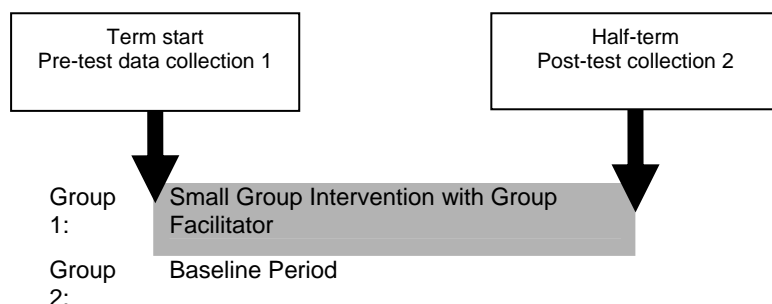 Term start
Pre-test data collection 1
Half-term
Post-test collection 2
Group
1:
Small Group Intervention with Group
Facilitator
Group
2:
Baseline Period